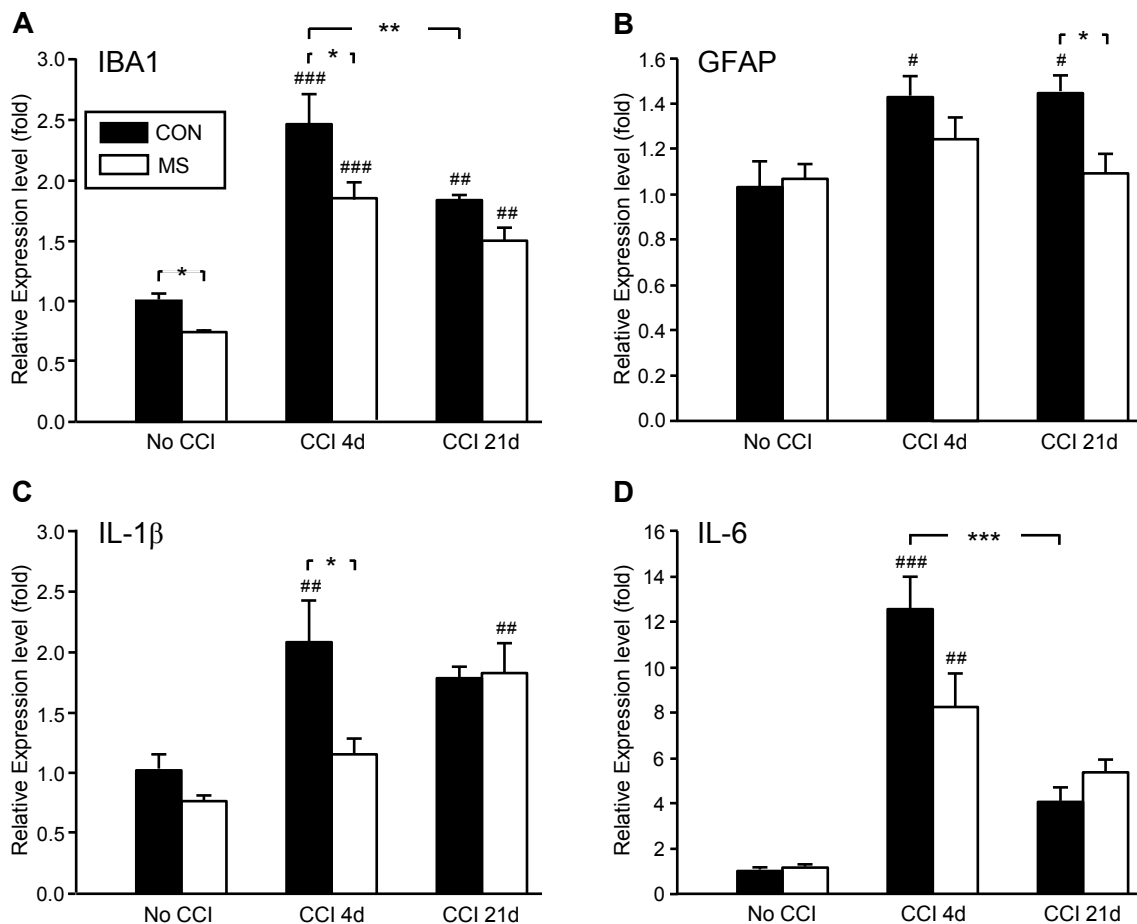 A
IBA1
CON
MS
Relative Expression level (fold)
3.0
2.5
2.0
1.5
1.0
0.5
0.0
*
###
*
###
**
##
##
No CCI
CCI 4d
CCI 21d
B
GFAP
Relative Expression level (fold)
1.6
1.4
1.2
1.0
0.8
0.6
0.4
0.2
0.0
#
*
#
No CCI
CCI 4d
CCI 21d
C
IL-1β
Relative Expression level (fold)
3.0
2.5
2.0
1.5
1.0
0.5
0.0
*
##
##
No CCI
CCI 4d
CCI 21d
D
IL-6
Relative Expression level (fold)
16
14
12
10
8
6
4
2
0
***
###
##
No CCI
CCI 4d
CCI 21d